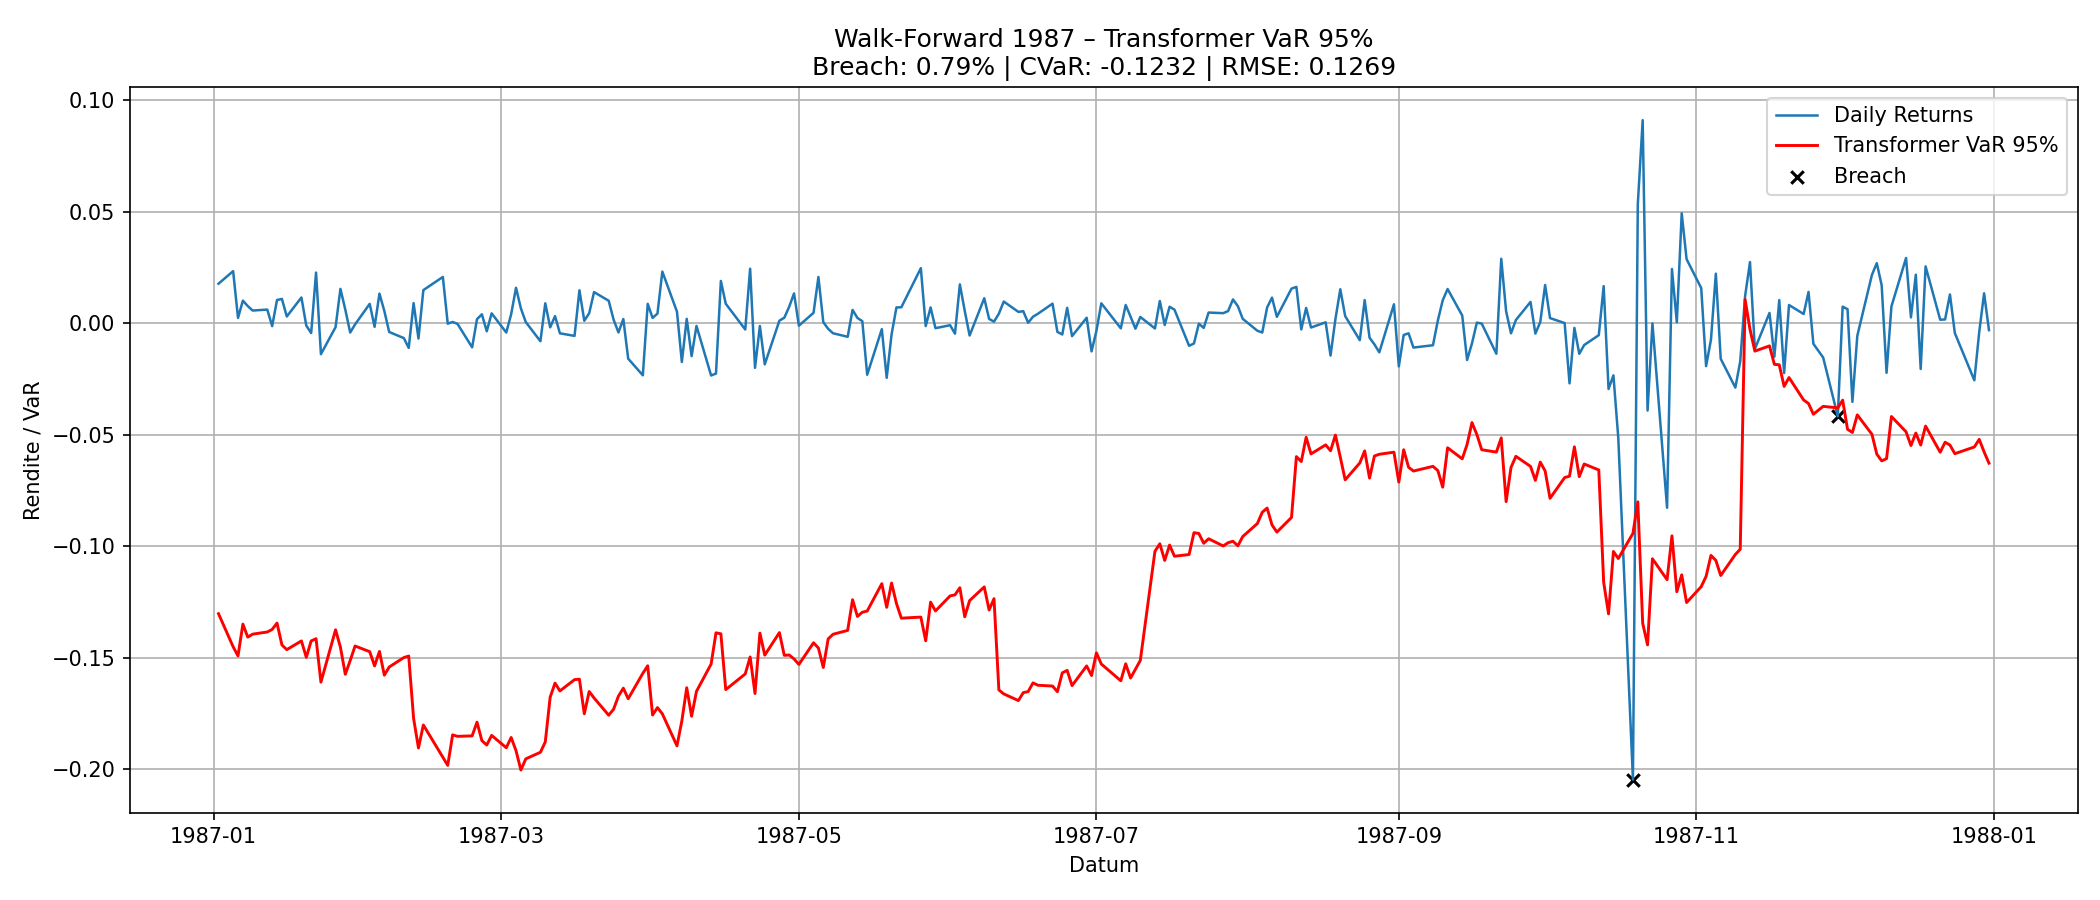 Walk-Forward 1987 – Transformer VaR 95%
Breach: 0.79% | CVaR: -0.1232 | RMSE: 0.1269
Daily Returns
Transformer VaR 95%
Breach
Rendite / VaR
0.10
0.05
0.00
−0.05
−0.10
−0.15
−0.20
1987-01
1987-03
1987-05
1987-07
1987-09
1987-11
1988-01
Datum